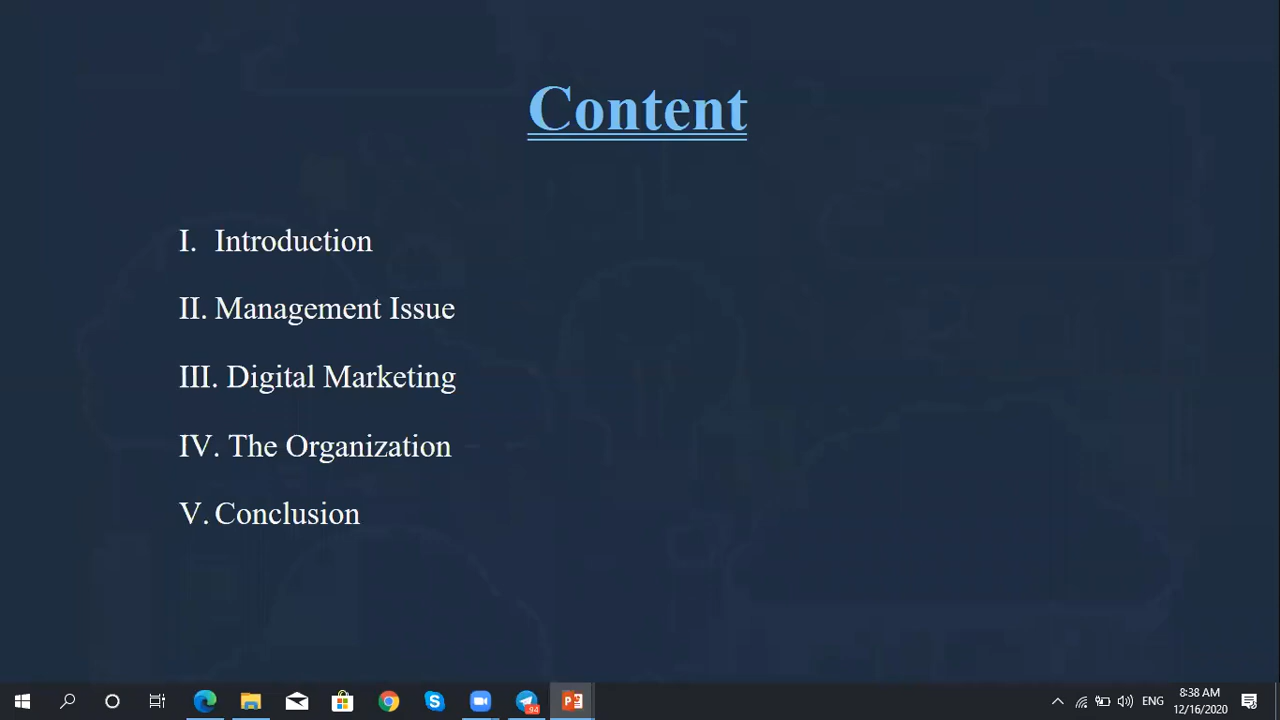 Content
I. Introduction
II. Management Issue
III. Digital Marketing
IV. The Organization
V. Conclusion
94
ENG
8:38 AM
12/16/2020